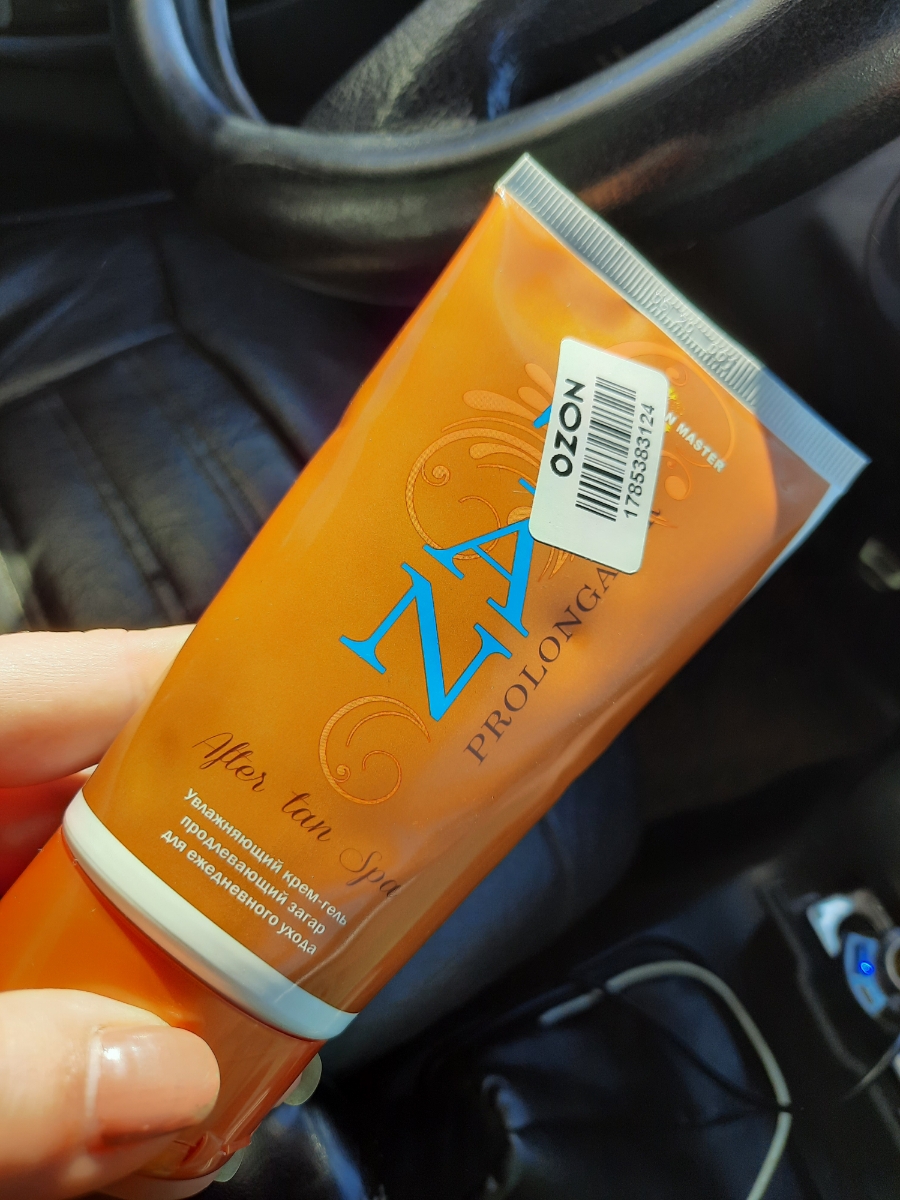 OZON
1785383124
MASTER
ZA
PROLONGA
After tan Spa
Увлажняющий крем-гель
продлевающий загар
для ежедневного ухода